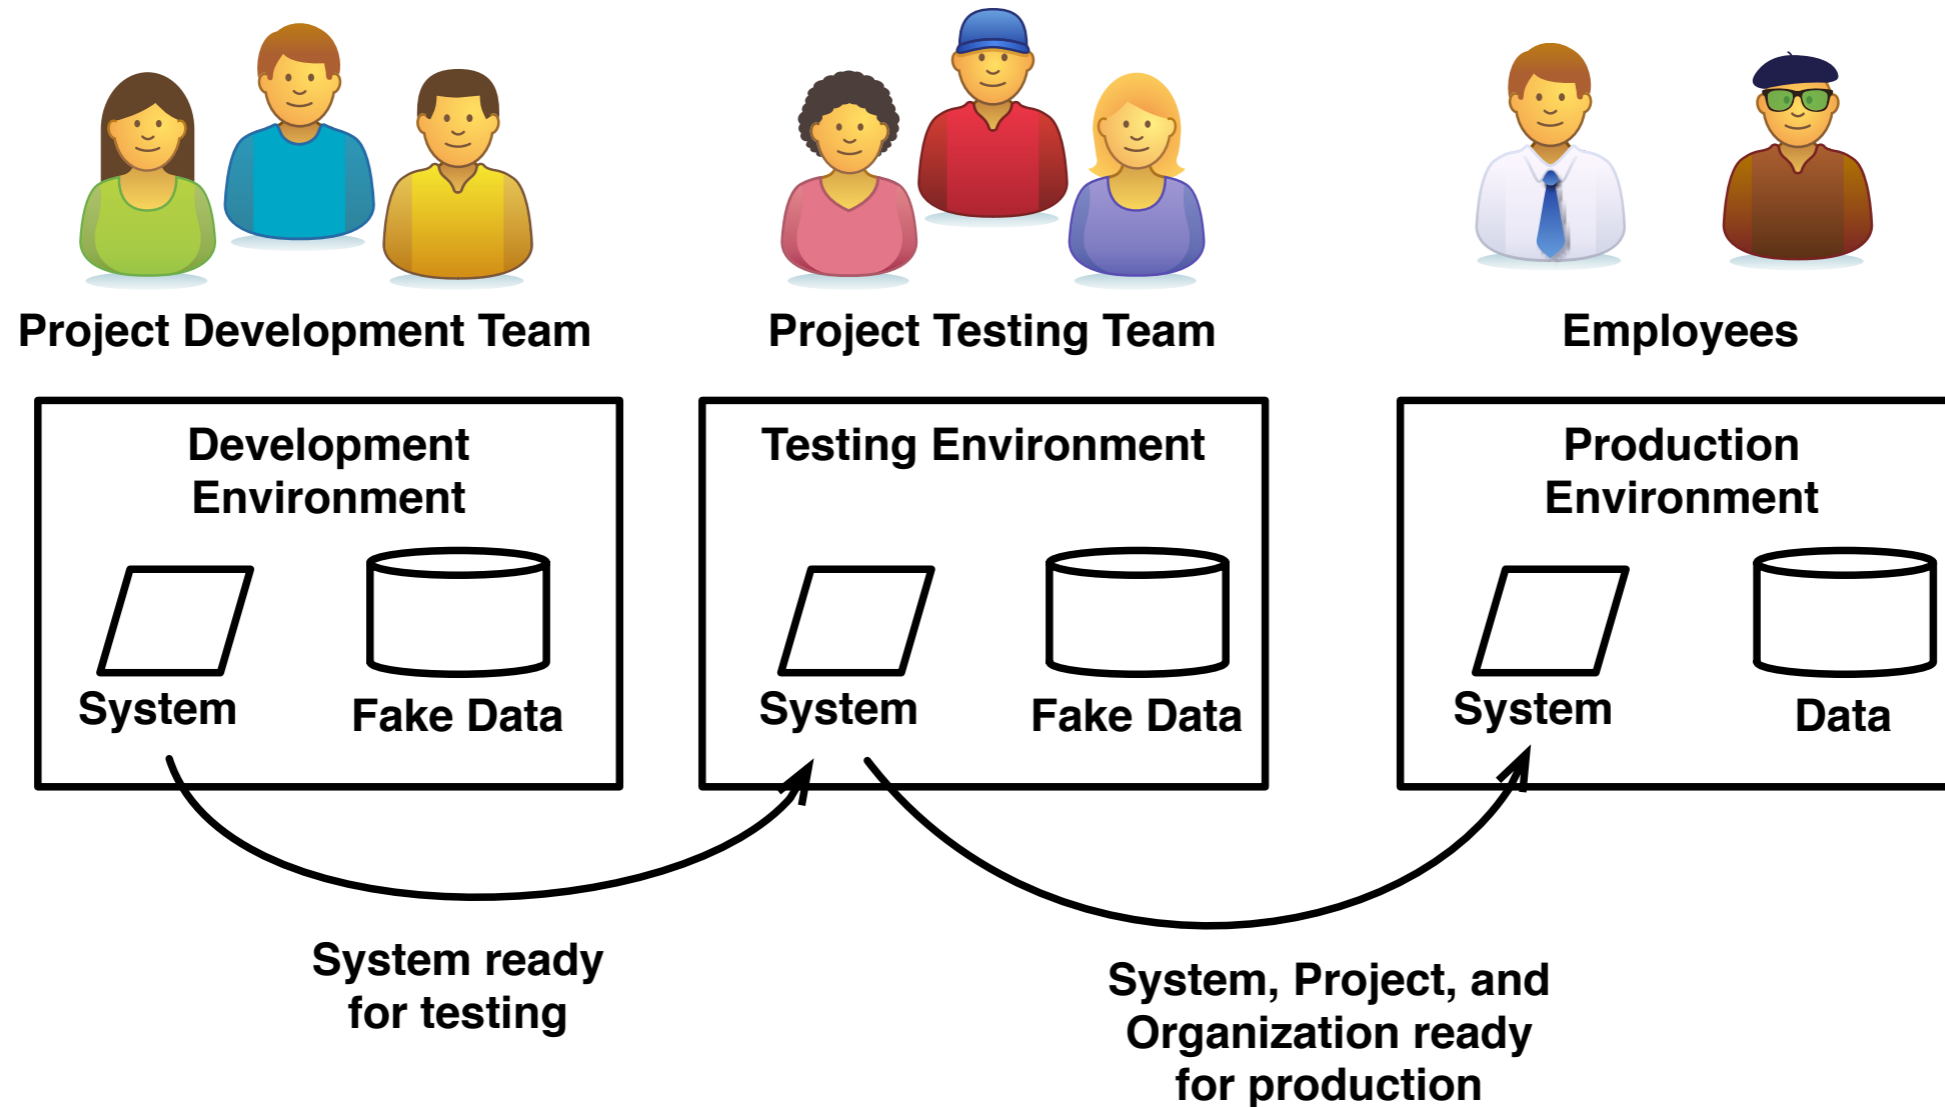 Project Development Team
Project Testing Team
Employees
Development
Environment
System
Fake Data
Testing Environment
System
Fake Data
Production
Environment
System
Data
System ready
for testing
System, Project, and
Organization ready
for production